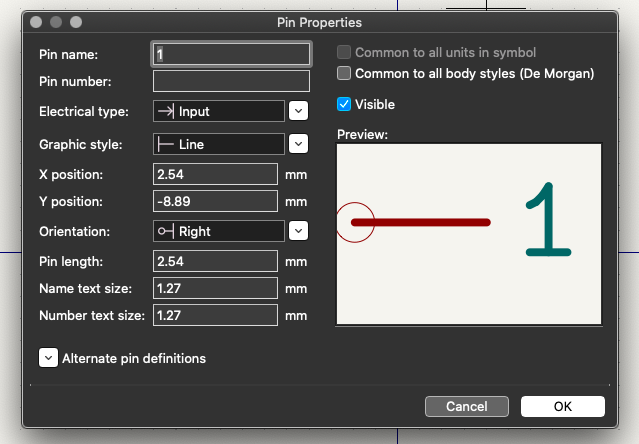 Pin Properties
Pin name: 1
Pin number:
Electrical type: Input
Graphic style: Line
X position: 2.54 mm
Y position: -8.89 mm
Orientation: Right
Pin length: 2.54 mm
Name text size: 1.27 mm
Number text size: 1.27 mm
Alternate pin definitions
Common to all units in symbol
Common to all body styles (De Morgan)
Visible
Preview:
1
Cancel OK